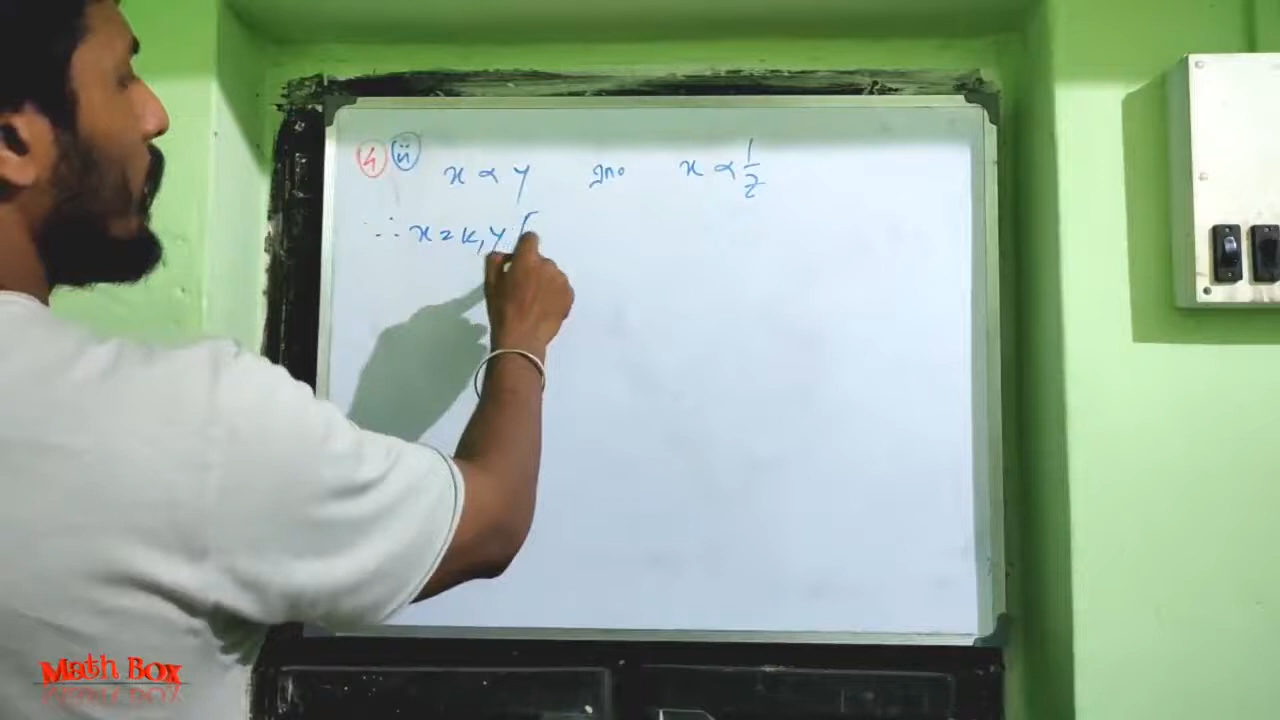 4 ii x ∝ y এবং x ∝ 1/z
∴ x = k₁y [
Math Box